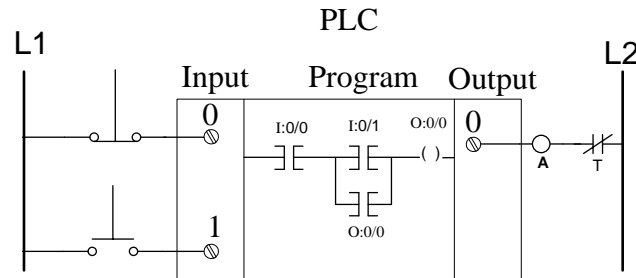 PLC
L1
L2
Input Program Output
0
I:0/0
I:0/1
O:0/0
0
A
T
O:0/0
1